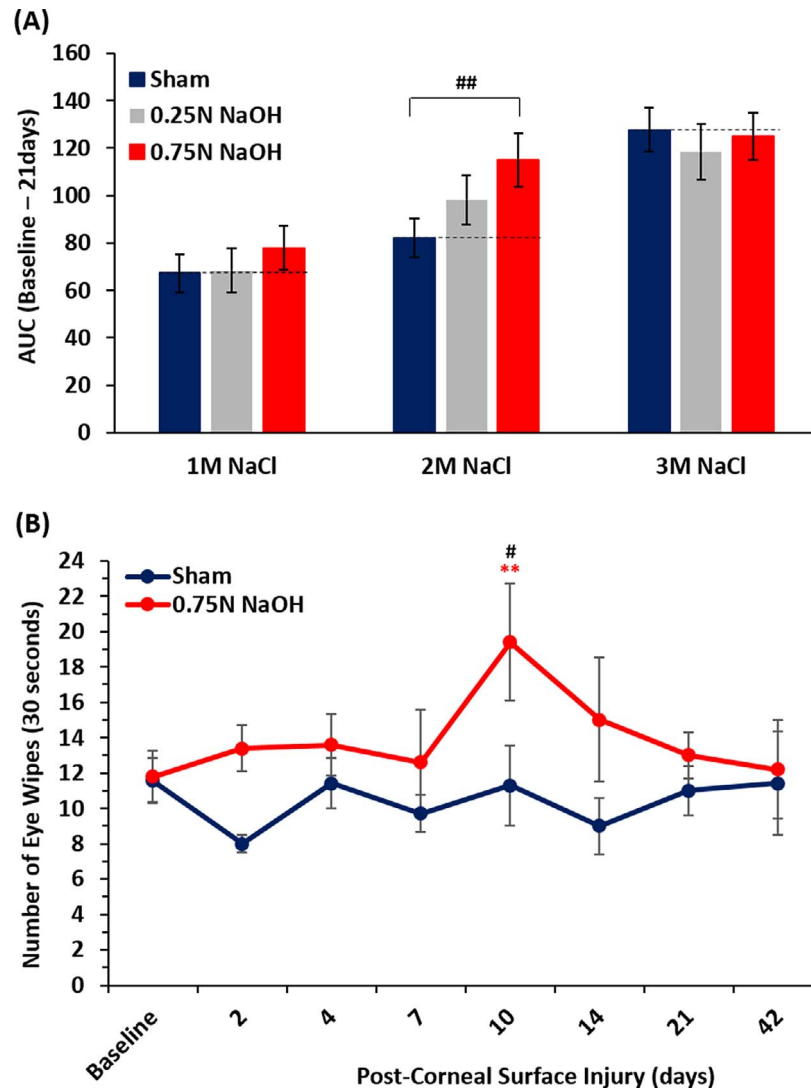 (A)
160
140
120
100
80
60
40
20
0
AUC (Baseline – 21days)
Sham
0.25N NaOH
0.75N NaOH
##
1M NaCl 2M NaCl 3M NaCl
(B)
24
22
20
18
16
14
12
10
8
6
4
2
0
Number of Eye Wipes (30 seconds)
Sham
0.75N NaOH
#
**
Baseline 2 4 7 10 14 21 42
Post-Corneal Surface Injury (days)